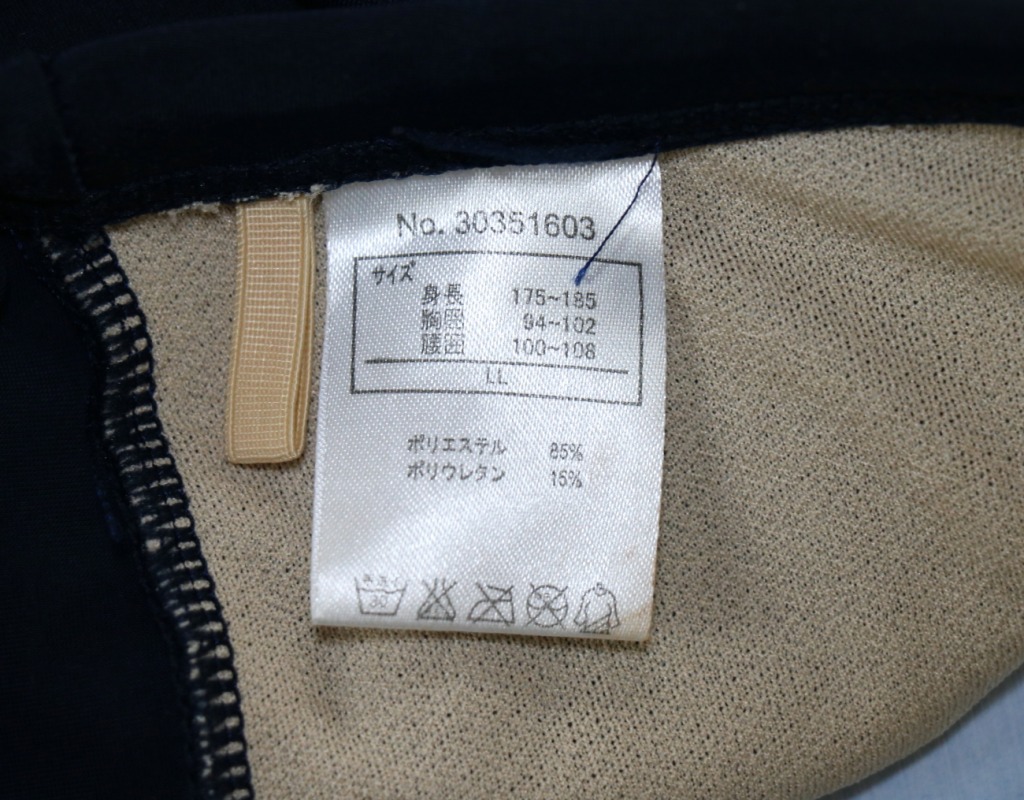 No. 30351603
サイズ
身長 175~185
胸囲 94~102
腰囲 100~108
LL
ポリエステル 85%
ポリウレタン 15%